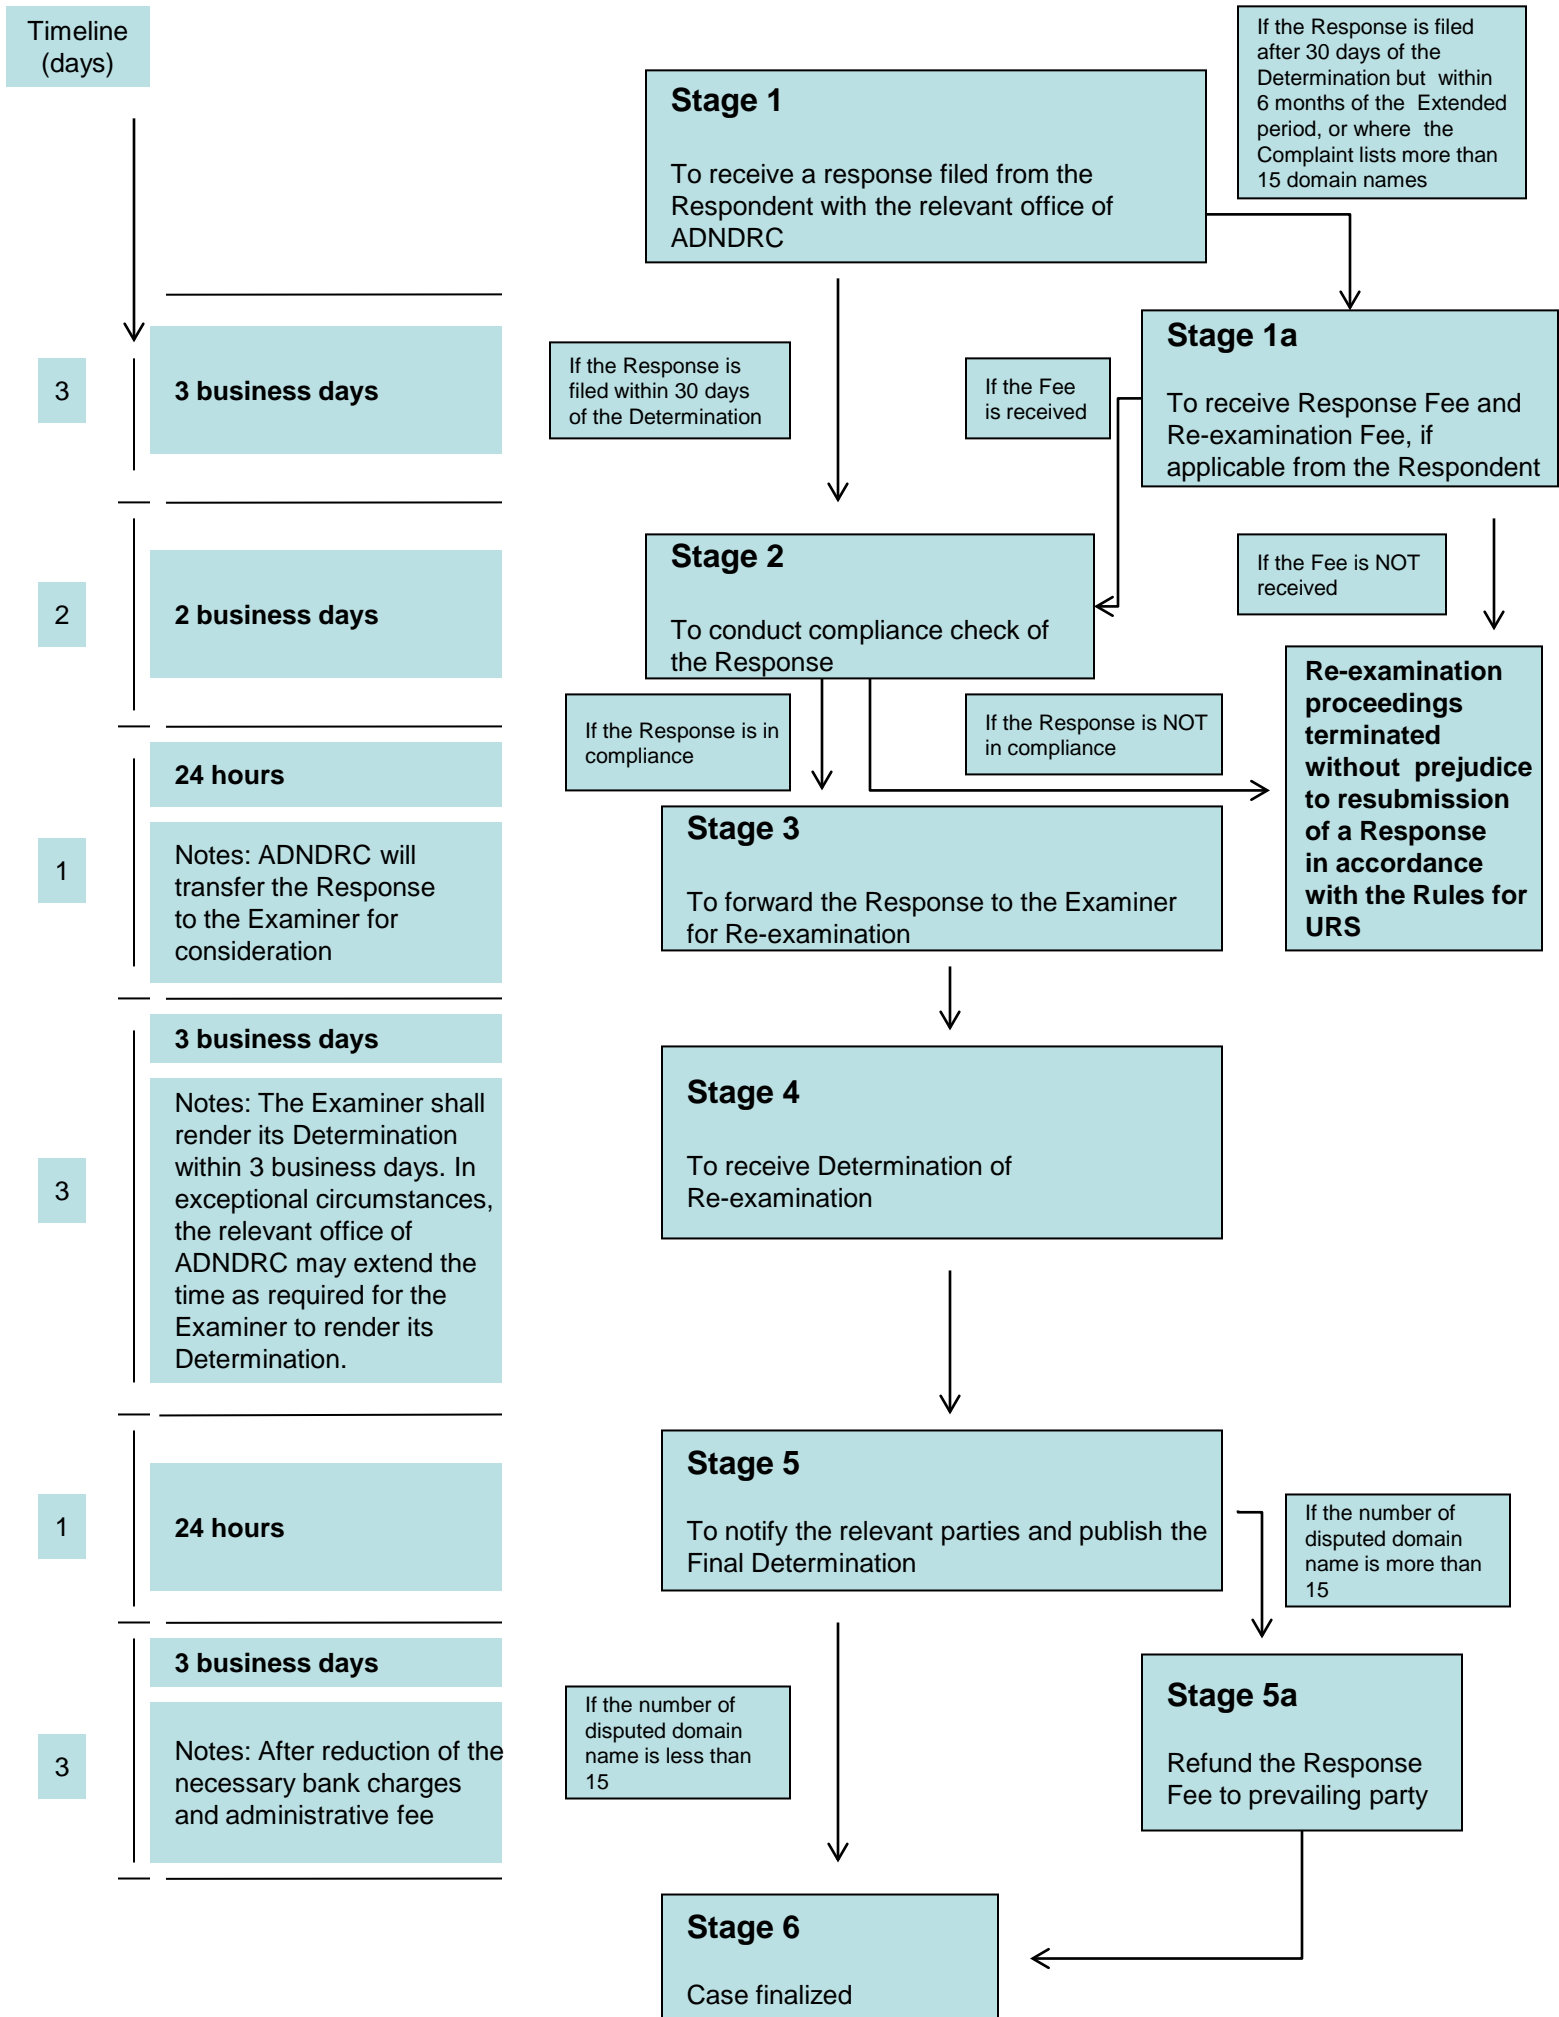 Timeline
(days)
If the Response is filed
after 30 days of the
Determination but within
6 months of the Extended
period, or where the
Complaint lists more than
15 domain names
Stage 1
To receive a response filed from the
Respondent with the relevant office of
ADNDRC
3
3 business days
If the Response is
filed within 30 days
of the Determination
If the Fee
is received
Stage 1a
To receive Response Fee and
Re-examination Fee, if
applicable from the Respondent
2
2 business days
Stage 2
To conduct compliance check of
the Response
If the Fee is NOT
received
If the Response is in
compliance
If the Response is NOT
in compliance
Re-examination
proceedings
terminated
without prejudice
to resubmission
of a Response
in accordance
with the Rules for
URS
1
24 hours
Notes: ADNDRC will
transfer the Response
to the Examiner for
consideration
Stage 3
To forward the Response to the Examiner
for Re-examination
3
3 business days
Notes: The Examiner shall
render its Determination
within 3 business days. In
exceptional circumstances,
the relevant office of
ADNDRC may extend the
time as required for the
Examiner to render its
Determination.
Stage 4
To receive Determination of
Re-examination
1
24 hours
Stage 5
To notify the relevant parties and publish the
Final Determination
If the number of
disputed domain
name is more than
15
3
3 business days
Notes: After reduction of the
necessary bank charges
and administrative fee
If the number of
disputed domain
name is less than
15
Stage 5a
Refund the Response
Fee to prevailing party
Stage 6
Case finalized